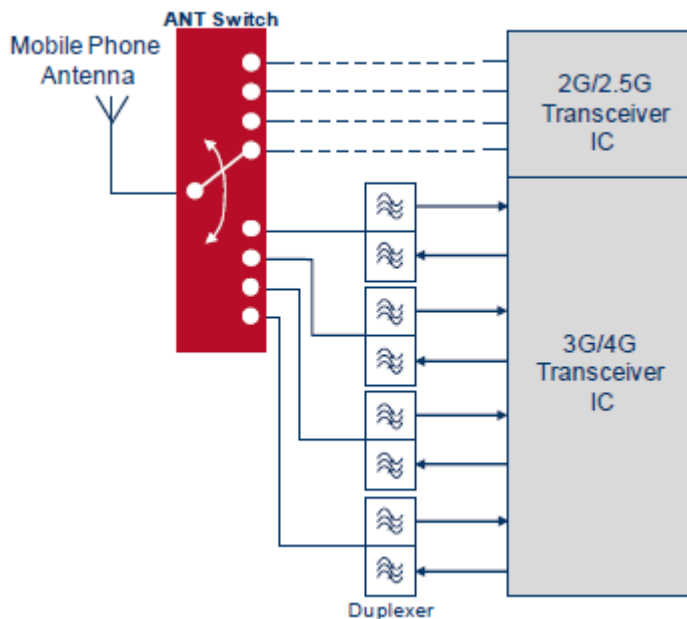 ANT Switch
Mobile Phone
Antenna
2G/2.5G
Transceiver
IC
3G/4G
Transceiver
IC
Duplexer